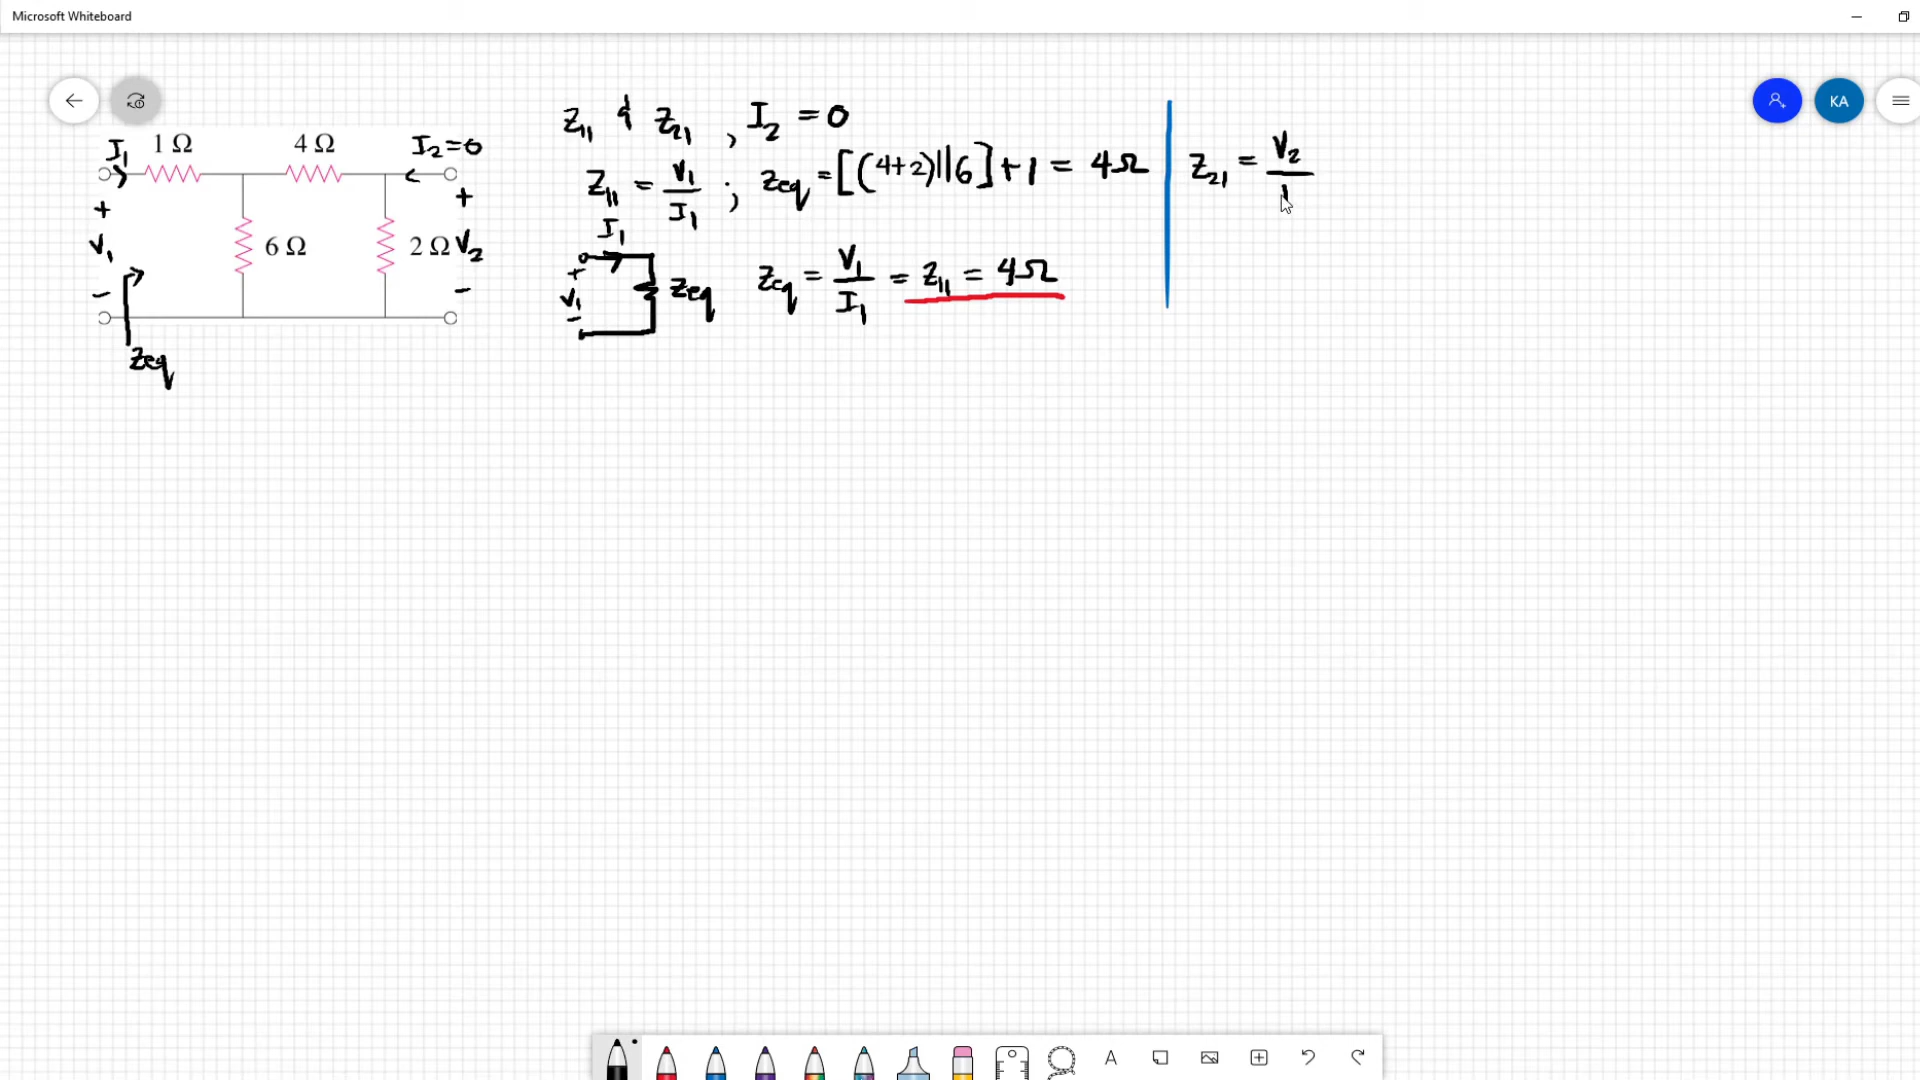 Microsoft Whiteboard
KA
I₁ 1 Ω 4 Ω I₂=0
+ +
V₁ 6 Ω 2 Ω V₂
- -
Zeq
Z₁₁ & Z₂₁ , I₂ = 0
Z₁₁ = V₁/I₁ ; Zeq = [(4+2)||6]+1 = 4Ω
I₁
+
V₁ Zeq
-
Zeq = V₁/I₁ = Z₁₁ = 4Ω
Z₂₁ = V₂/
A